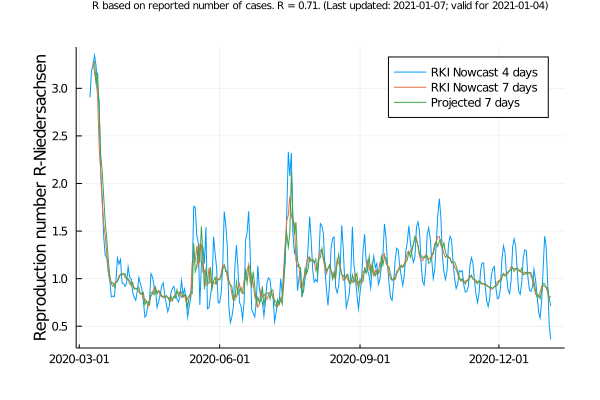 R based on reported number of cases. R = 0.71. (Last updated: 2021-01-07; valid for 2021-01-04)
Reproduction number R-Niedersachsen
3.0
2.5
2.0
1.5
1.0
0.5
RKI Nowcast 4 days
RKI Nowcast 7 days
Projected 7 days
2020-03-01
2020-06-01
2020-09-01
2020-12-01